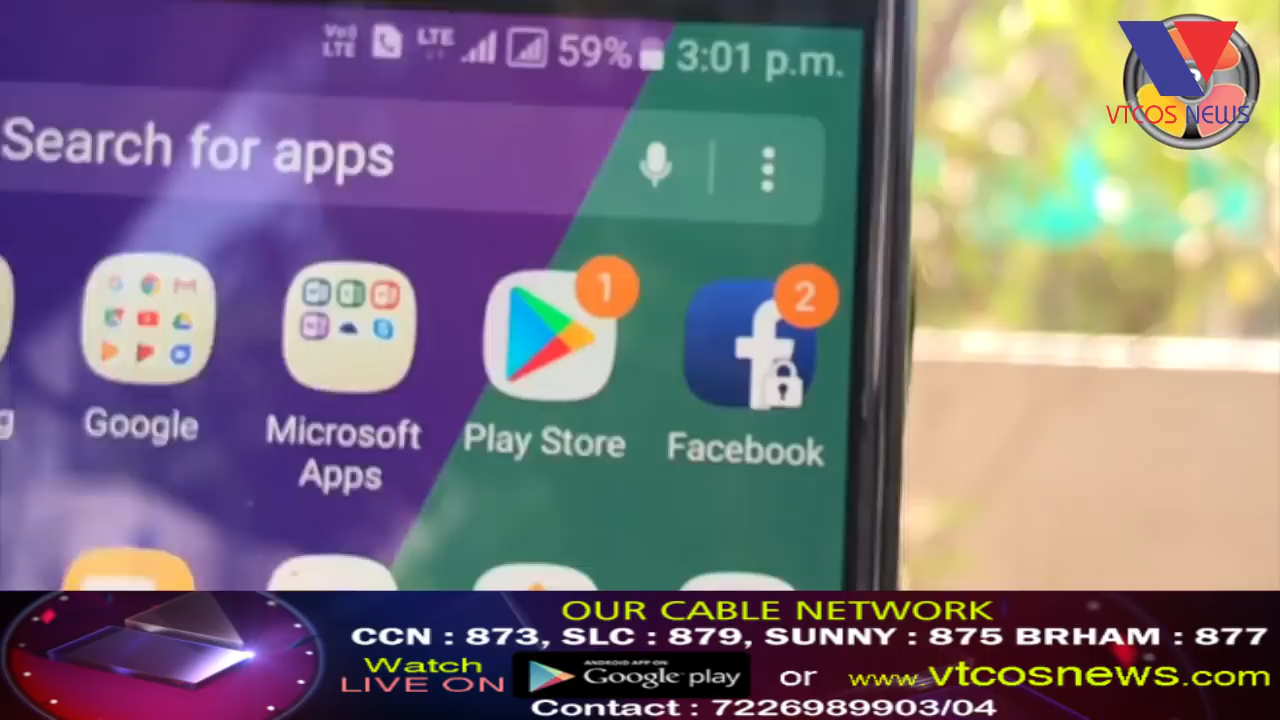 VoLTE LTE 59% 3:01 p.m.
VTCOS NEWS
Search for apps
1
2
Google
Microsoft Apps
Play Store
Facebook
OUR CABLE NETWORK
CCN : 873, SLC : 879, SUNNY : 875 BRHAM : 877
Watch
LIVE ON
ANDROID APP ON
Google play
or
www.vtcosnews.com
Contact : 7226989903/04